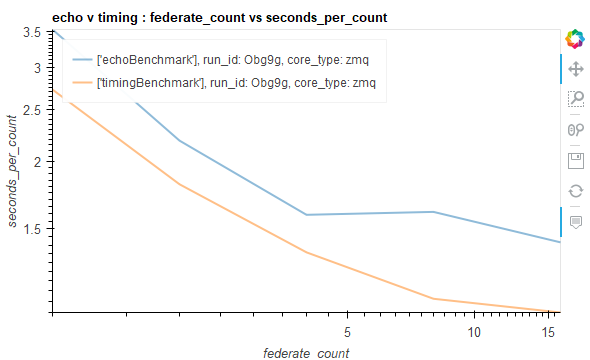 echo v timing : federate_count vs seconds_per_count
['echoBenchmark'], run_id: Obg9g, core_type: zmq
['timingBenchmark'], run_id: Obg9g, core_type: zmq
seconds_per_count
3.5
3
2.5
2
1.5
5
10
15
federate_count